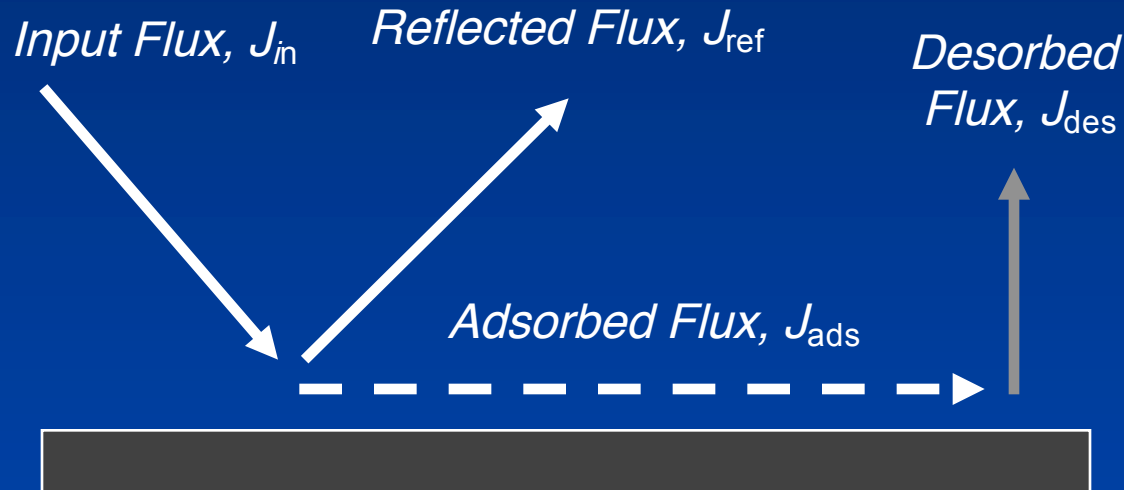 Input Flux, Jin
Reflected Flux, Jref
Desorbed
Flux, Jdes
Adsorbed Flux, Jads